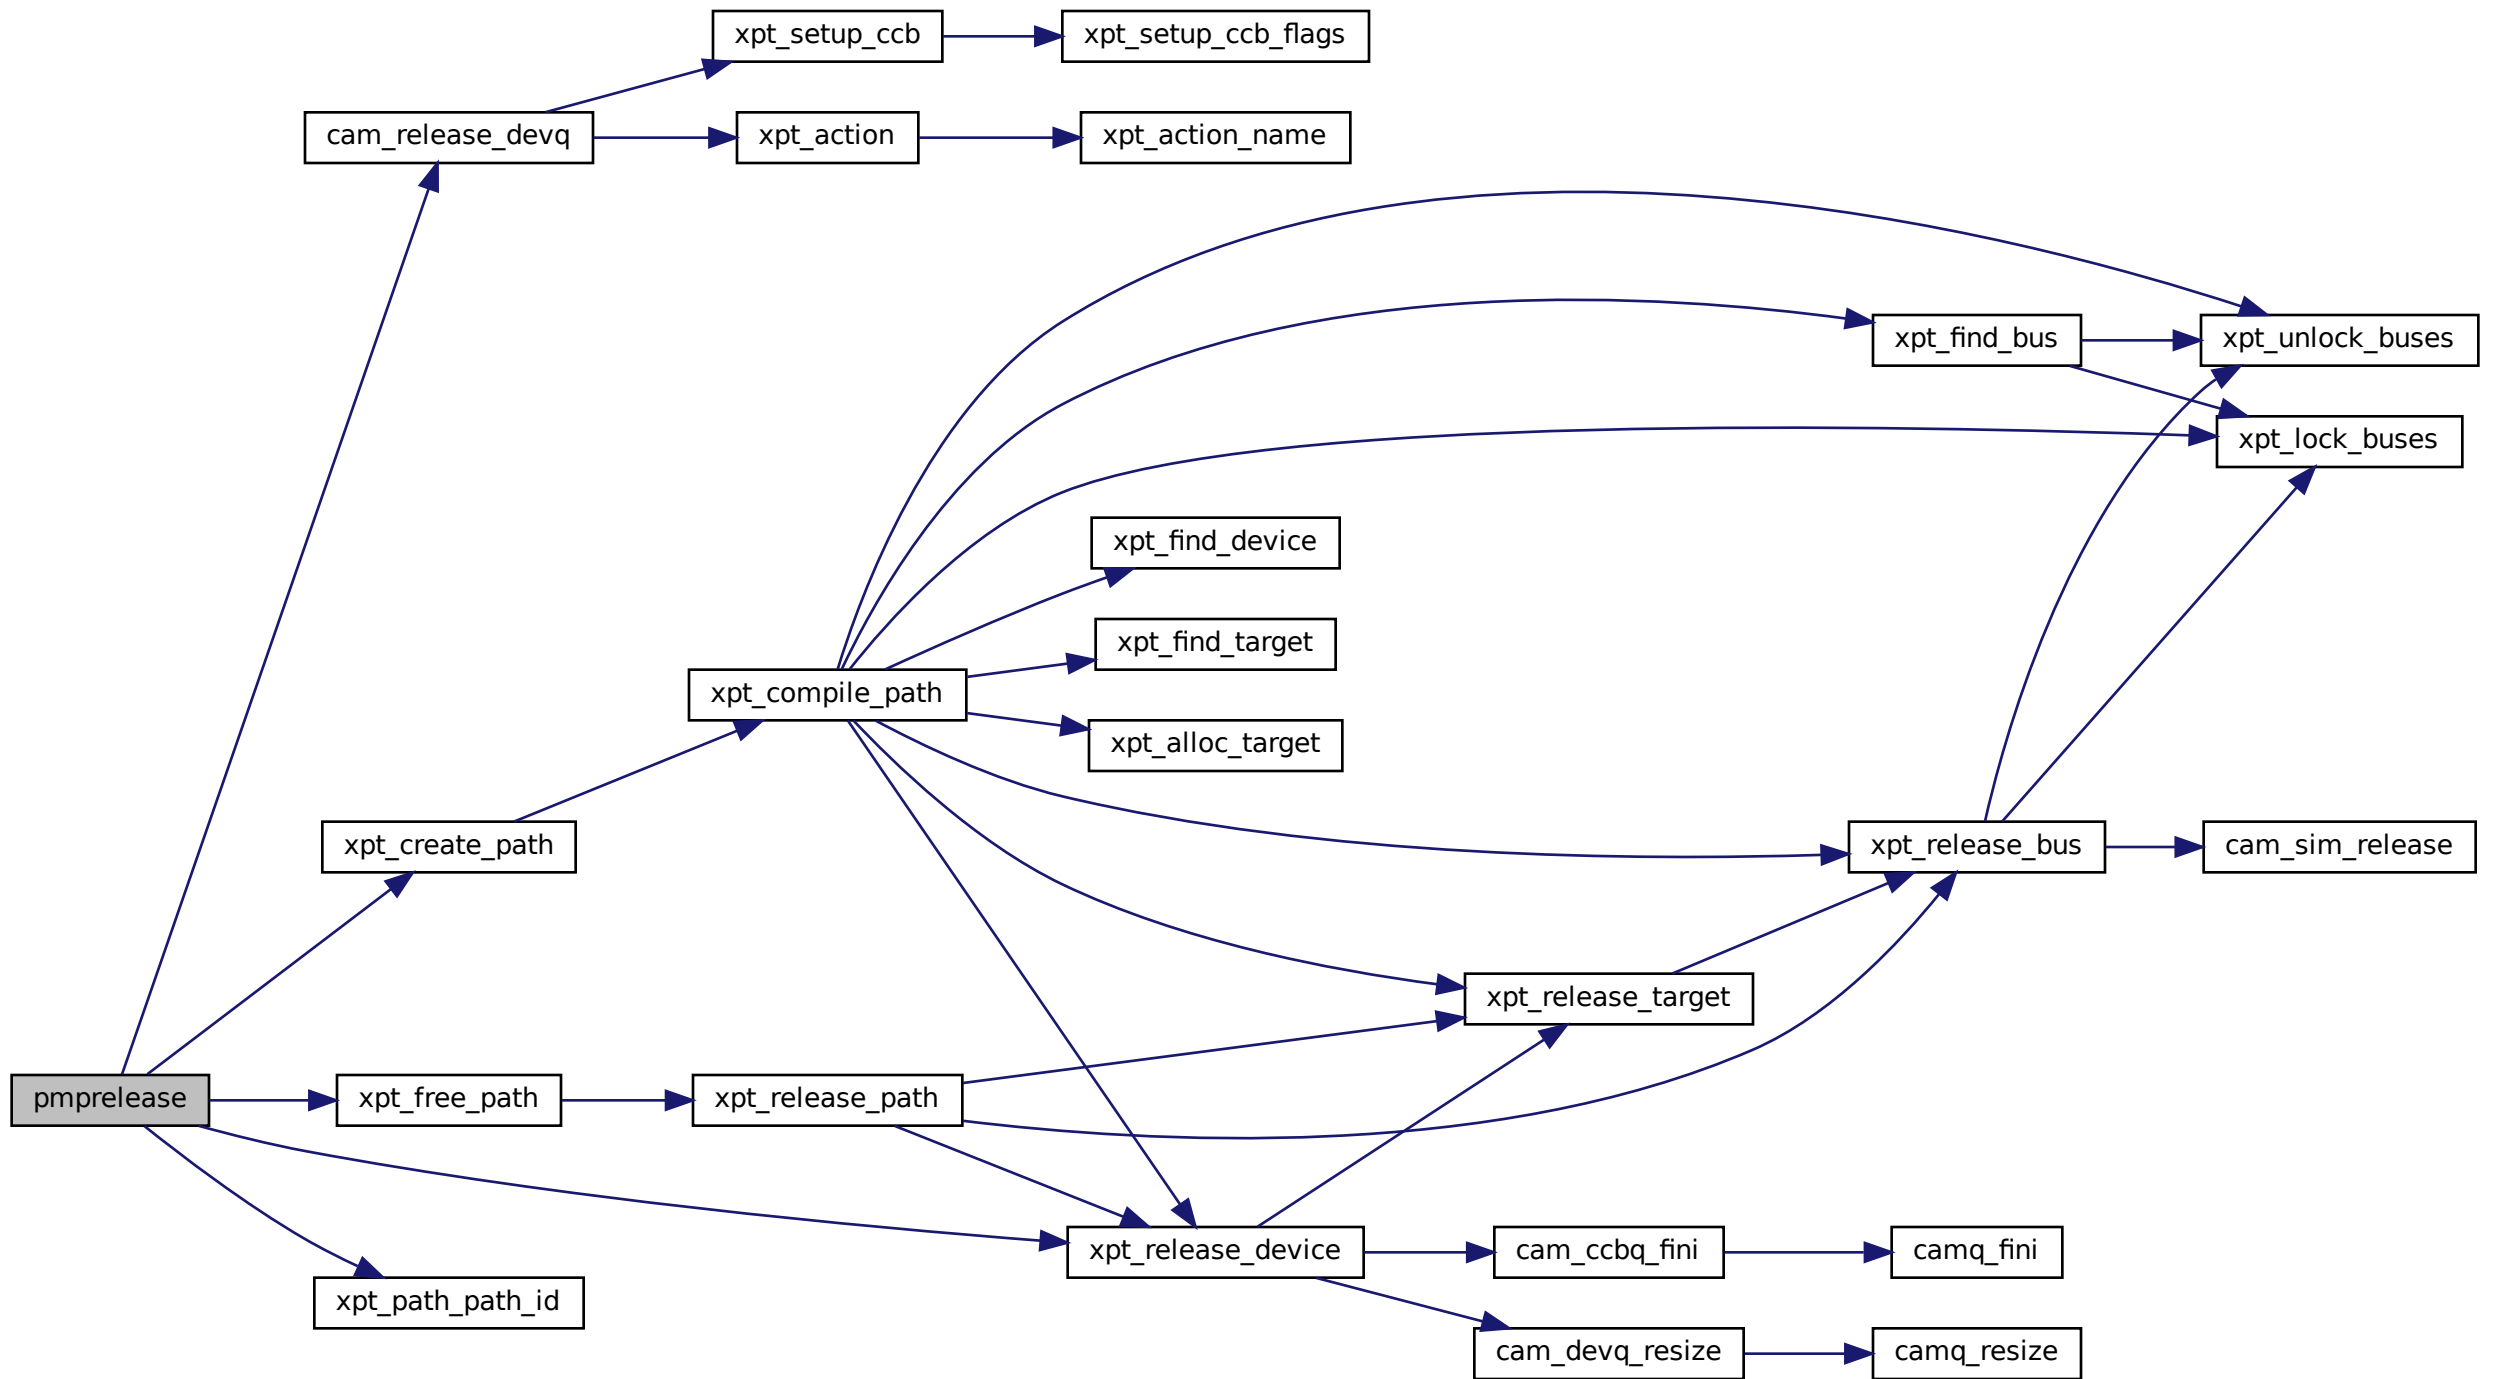 xpt_setup_ccb
xpt_setup_ccb_flags
cam_release_devq
xpt_action
xpt_action_name
xpt_find_bus
xpt_unlock_buses
xpt_lock_buses
xpt_find_device
xpt_find_target
xpt_compile_path
xpt_alloc_target
xpt_create_path
xpt_release_bus
cam_sim_release
xpt_release_target
pmprelease
xpt_free_path
xpt_release_path
xpt_release_device
cam_ccbq_fini
camq_fini
xpt_path_path_id
cam_devq_resize
camq_resize